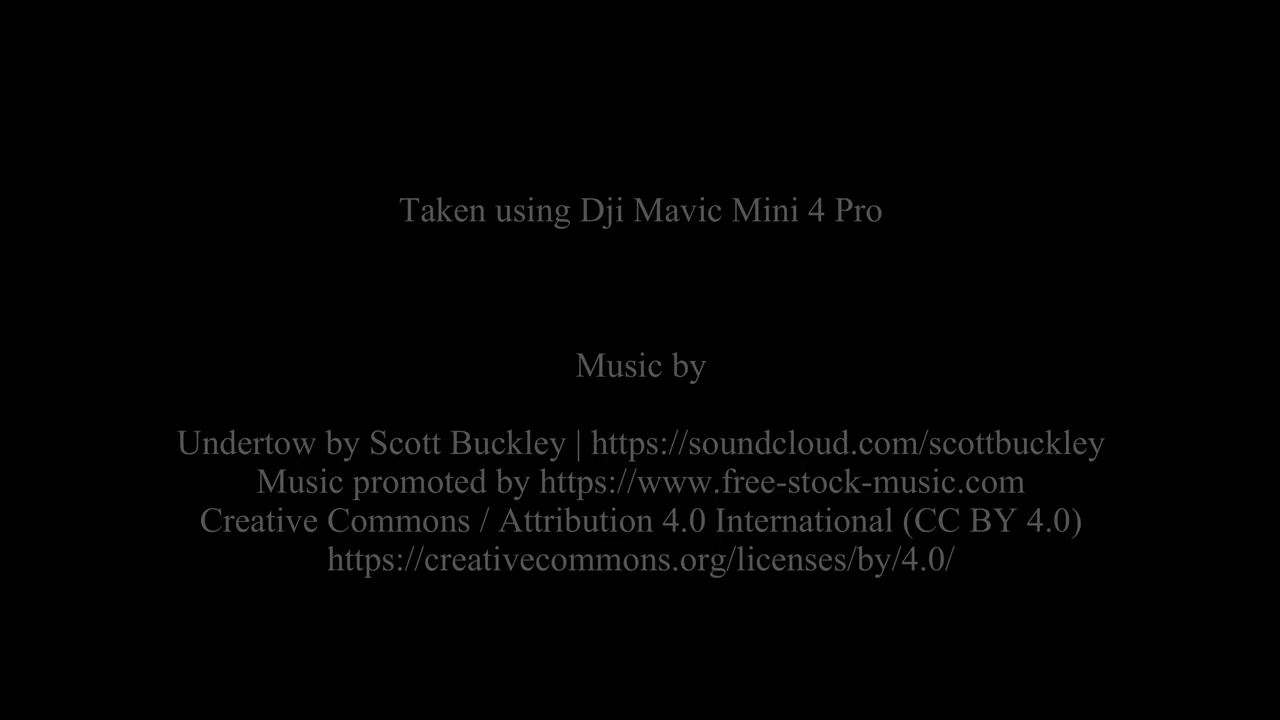 Taken using Dji Mavic Mini 4 Pro
Music by
Undertow by Scott Buckley | https://soundcloud.com/scottbuckley
Music promoted by https://www.free-stock-music.com
Creative Commons / Attribution 4.0 International (CC BY 4.0)
https://creativecommons.org/licenses/by/4.0/